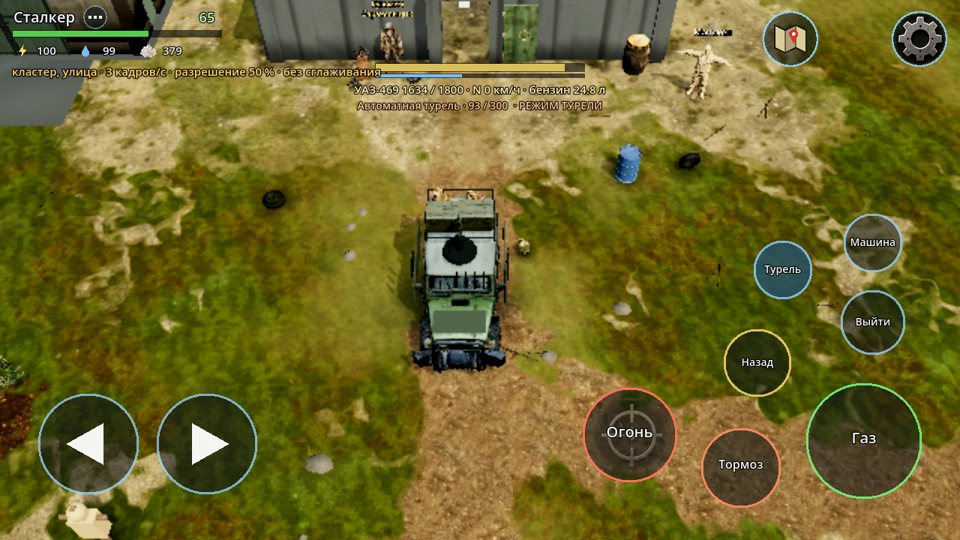 Сталкер
65
100
99
379
кластер, улица · 3 кадров/с · разрешение 50 % · без сглаживания
УАЗ-469 1634 / 1800 · N 0 км/ч · бензин 24.8 л
Автоматная турель · 93 / 300 · РЕЖИМ ТУРЕЛИ
Машина
Турель
Выйти
Назад
Огонь
Тормоз
Газ